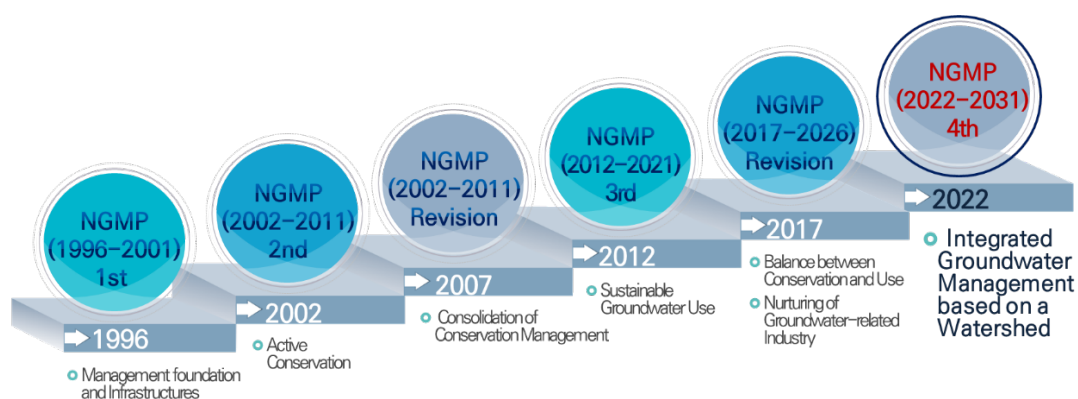 NGMP
(1996-2001)
1st
1996
Management foundation
and Infrastructures
NGMP
(2002-2011)
2nd
2002
Active
Conservation
NGMP
(2002-2011)
Revision
2007
Consolidation of
Conservation Management
NGMP
(2012-2021)
3rd
2012
Sustainable
Groundwater Use
NGMP
(2017-2026)
Revision
2017
Balance between
Conservation and Use
Nurturing of
Groundwater-related
Industry
NGMP
(2022-2031)
4th
2022
Integrated
Groundwater
Management
based on a
Watershed